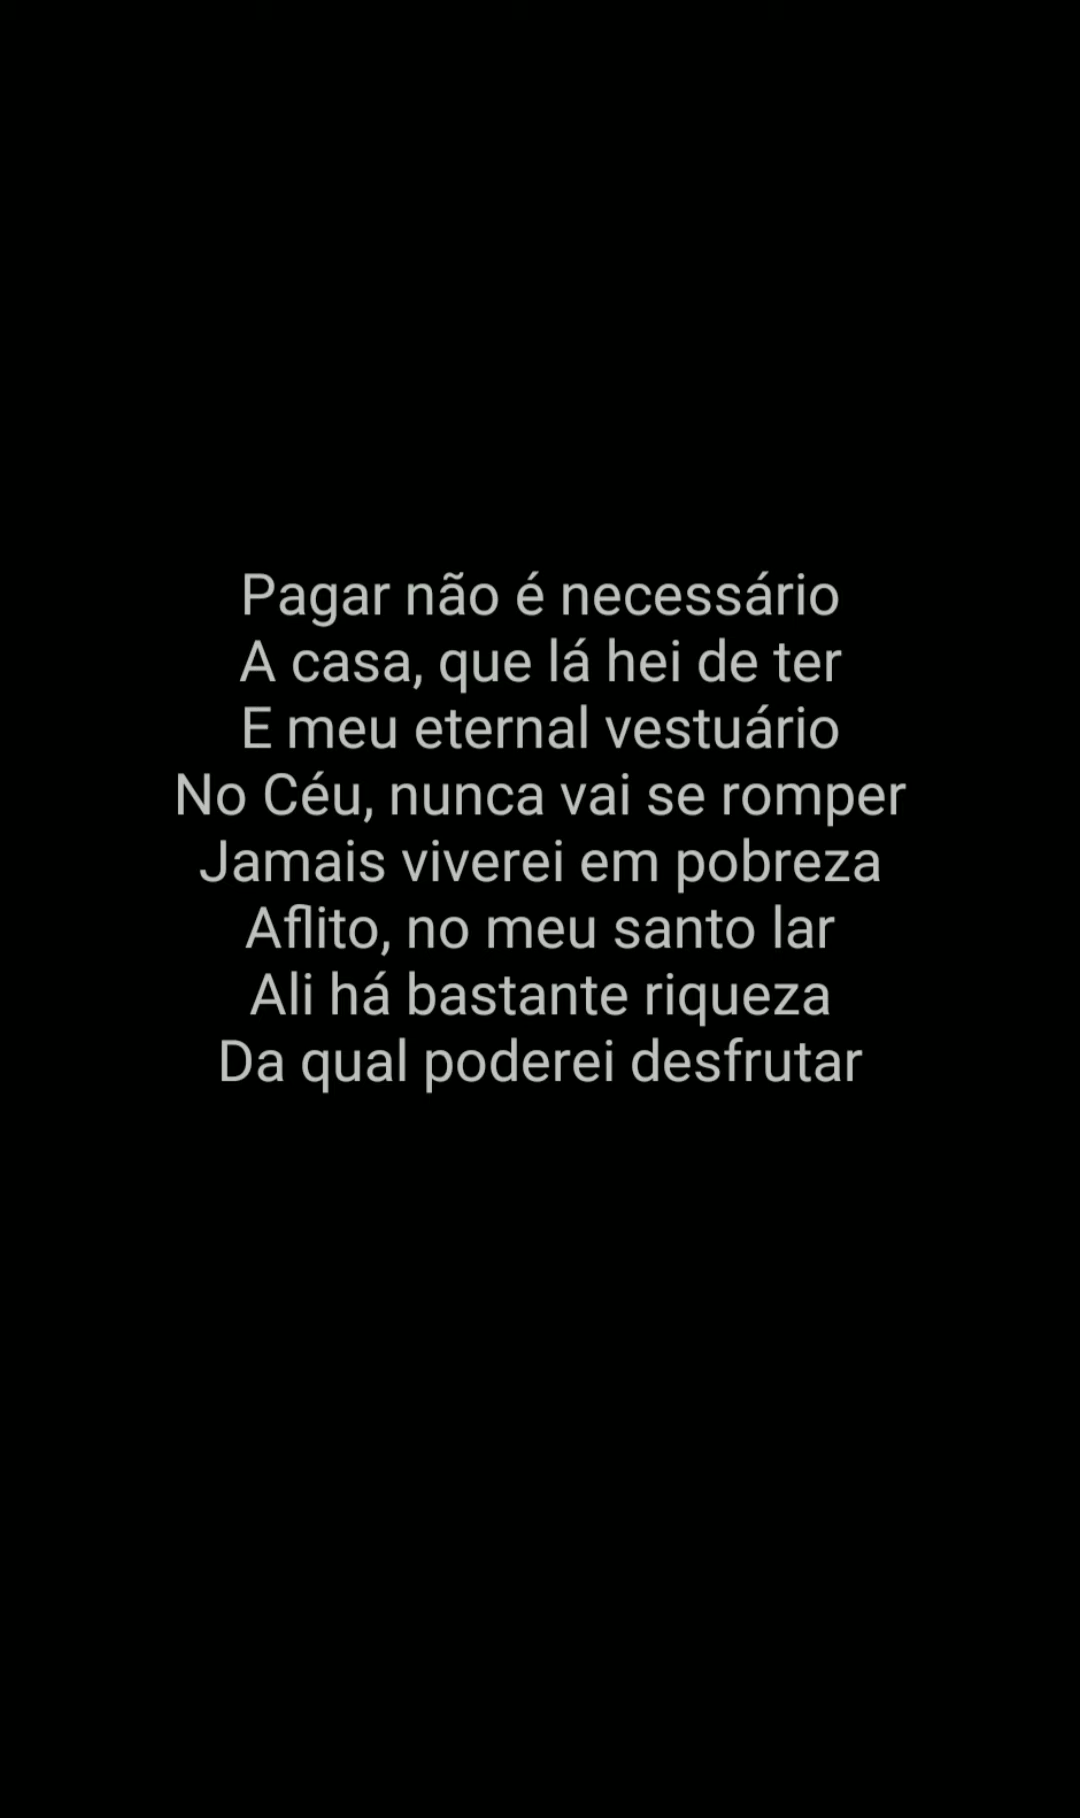 Pagar não é necessário
A casa, que lá hei de ter
E meu eternal vestuário
No Céu, nunca vai se romper
Jamais viverei em pobreza
Aflito, no meu santo lar
Ali há bastante riqueza
Da qual poderei desfrutar